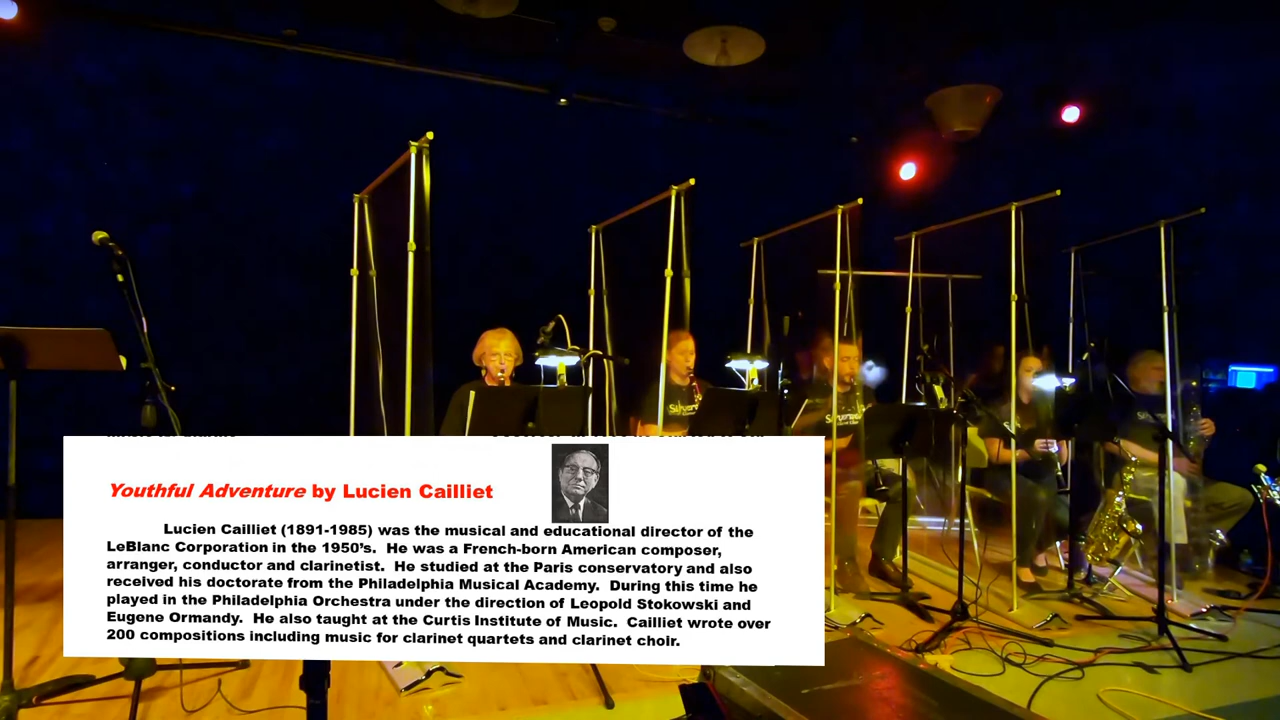 Youthful Adventure by Lucien Cailliet
Lucien Cailliet (1891-1985) was the musical and educational director of the
LeBlanc Corporation in the 1950's. He was a French-born American composer,
arranger, conductor and clarinetist. He studied at the Paris conservatory and also
received his doctorate from the Philadelphia Musical Academy. During this time he
played in the Philadelphia Orchestra under the direction of Leopold Stokowski and
Eugene Ormandy. He also taught at the Curtis Institute of Music. Cailliet wrote over
200 compositions including music for clarinet quartets and clarinet choir.